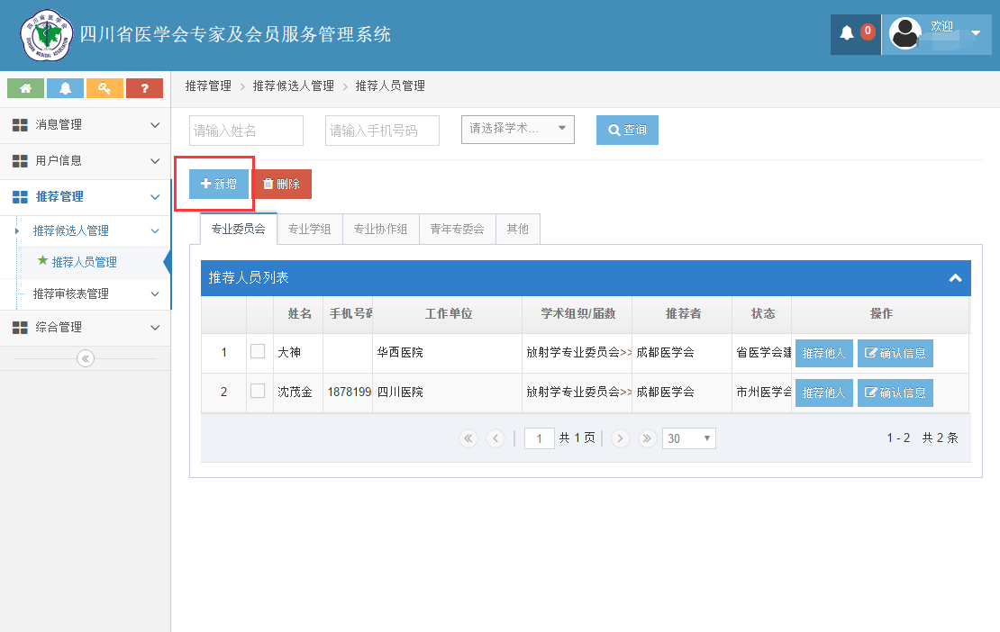 四川省医学会专家及会员服务管理系统
0
欢迎
?
推荐管理 > 推荐候选人管理 > 推荐人员管理
消息管理
用户信息
推荐管理
推荐候选人管理
推荐人员管理
推荐审核表管理
综合管理
请输入姓名 请输入手机号码 请选择学术... 查询
新增 删除
专业委员会 专业学组 专业协作组 青年专委会 其他
推荐人员列表
姓名 手机号码 工作单位 学术组织/届数 推荐者 状态 操作
1 大神 华西医院 放射学专业委员会>> 成都医学会 省医学会建 推荐他人 确认信息
2 沈茂金 1878199 四川医院 放射学专业委员会>> 成都医学会 市州医学会 推荐他人 确认信息
1 共 1 页 30 1 - 2 共 2 条